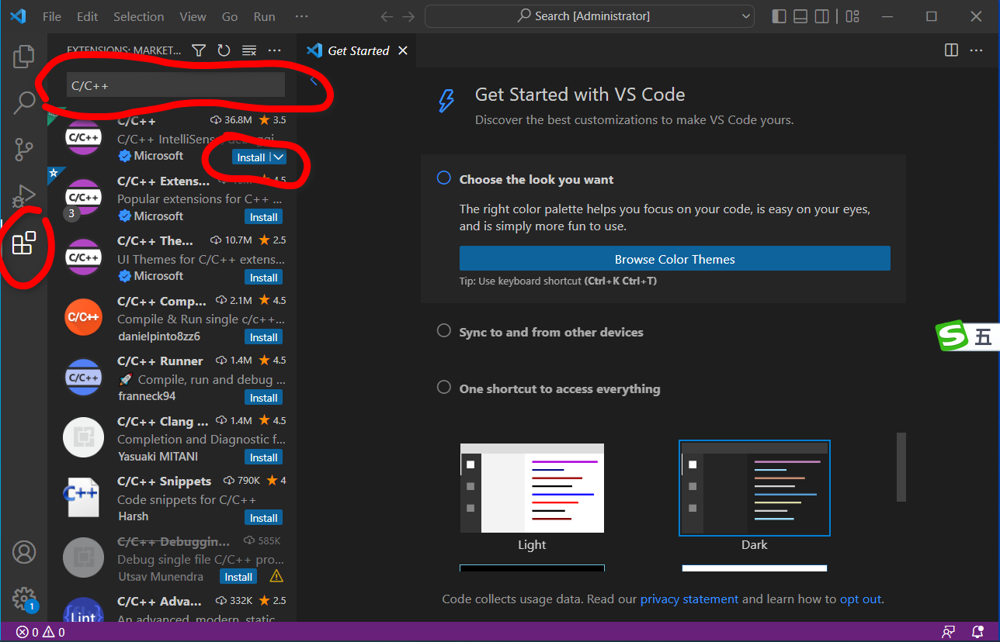 File Edit Selection View Go Run ···
Search [Administrator]
EXTENSIONS: MARKET...
Get Started
C/C++
C/C++ 36.8M 3.5
C/C++ IntelliSens
Microsoft
Install
C/C++ Exten... 4.5
Popular extensions for C++ ...
Microsoft
Install
3
C/C++ The... 10.7M 2.5
UI Themes for C/C++ extens...
Microsoft
Install
C/C++ Comp... 2.1M 4.5
Compile & Run single c/c++...
danielpinto8zz6
Install
C/C++ Runner 1.4M 4.5
🚀 Compile, run and debug ...
franneck94
Install
C/C++ Clang ... 1.4M 4.5
Completion and Diagnostic f...
Yasuaki MITANI
Install
C/C++ Snippets 790K 4
Code snippets for C/C++
Harsh
Install
C/C++ Debuggin... 585K
Debug single file C/C++ pro...
Utsav Munendra
Install
C/C++ Adva... 332K 2.5
An advanced, modern, static
C/C++
C/C++
C/C++
C/C++
C/C++
C++
Lint
1
0 0
Get Started with VS Code
Discover the best customizations to make VS Code yours.
Choose the look you want
The right color palette helps you focus on your code, is easy on your eyes,
and is simply more fun to use.
Browse Color Themes
Tip: Use keyboard shortcut (Ctrl+K Ctrl+T)
Sync to and from other devices
One shortcut to access everything
Light
Dark
Code collects usage data. Read our privacy statement and learn how to opt out.
S 五